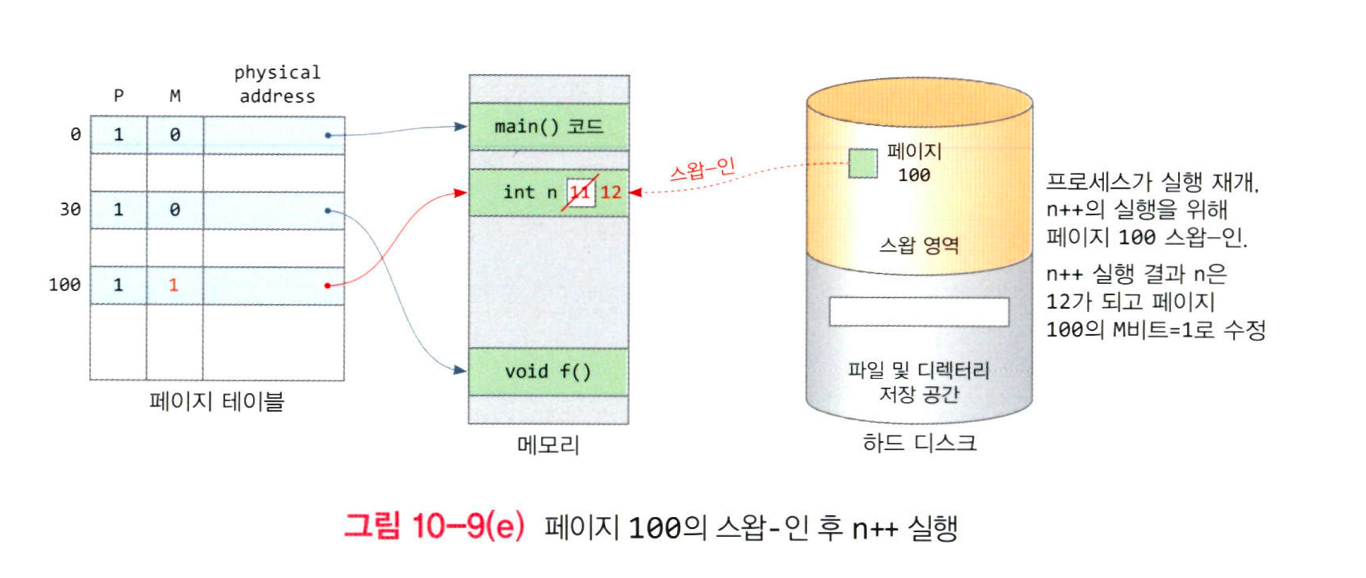 physical
P M address
0 1 0
30 1 0
100 1 1
페이지 테이블
main() 코드
int n 11 12
void f()
메모리
스왑-인
페이지
100
스왑 영역
파일 및 디렉터리
저장 공간
하드 디스크
프로세스가 실행 재개,
n++의 실행을 위해
페이지 100 스왑-인.
n++ 실행 결과 n은
12가 되고 페이지
100의 M비트=1로 수정
그림 10-9(e) 페이지 100의 스왑-인 후 n++ 실행